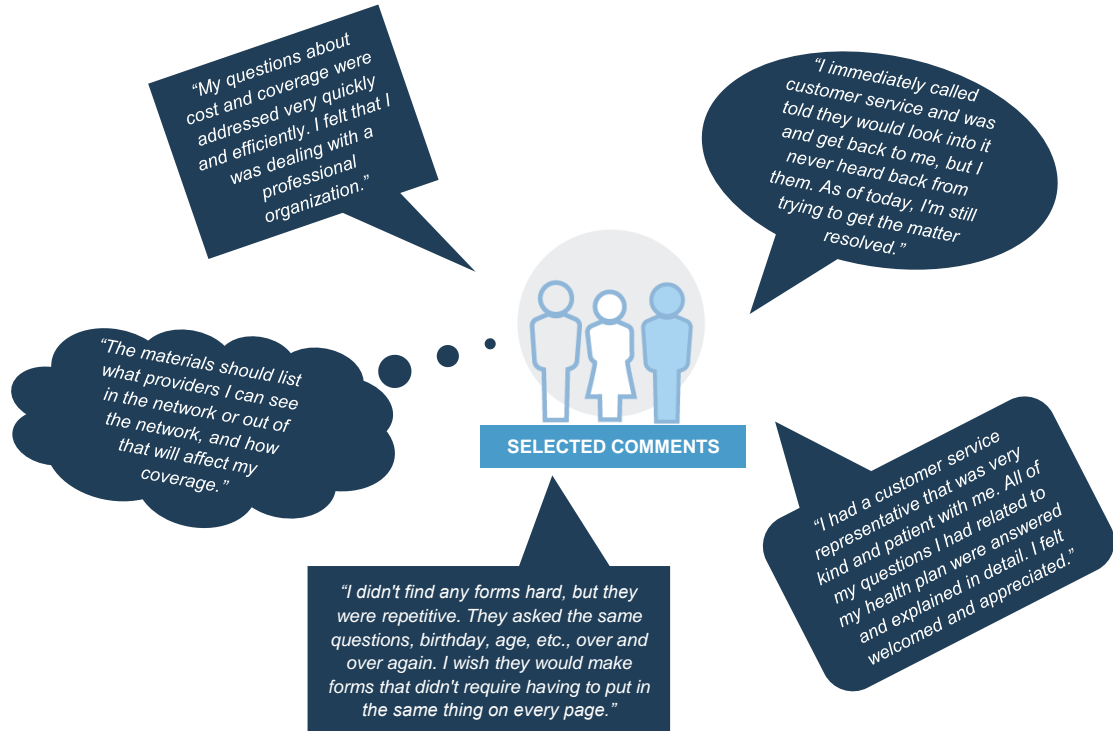 “My questions about
cost and coverage were
addressed very quickly
and efficiently. I felt that I
was dealing with a
professional
organization.”
“I immediately called
customer service and was
told they would look into it
and get back to me, but I
never heard back from
them. As of today, I'm still
trying to get the matter
resolved.”
“The materials should list
what providers I can see
in the network or out of
the network, and how
that will affect my
coverage.”
SELECTED COMMENTS
“I had a customer service
representative that was very
kind and patient with me. All of
my questions I had related to
my health plan were answered
and explained in detail. I felt
welcomed and appreciated.”
“I didn't find any forms hard, but they
were repetitive. They asked the same
questions, birthday, age, etc., over and
over again. I wish they would make
forms that didn't require having to put in
the same thing on every page.”